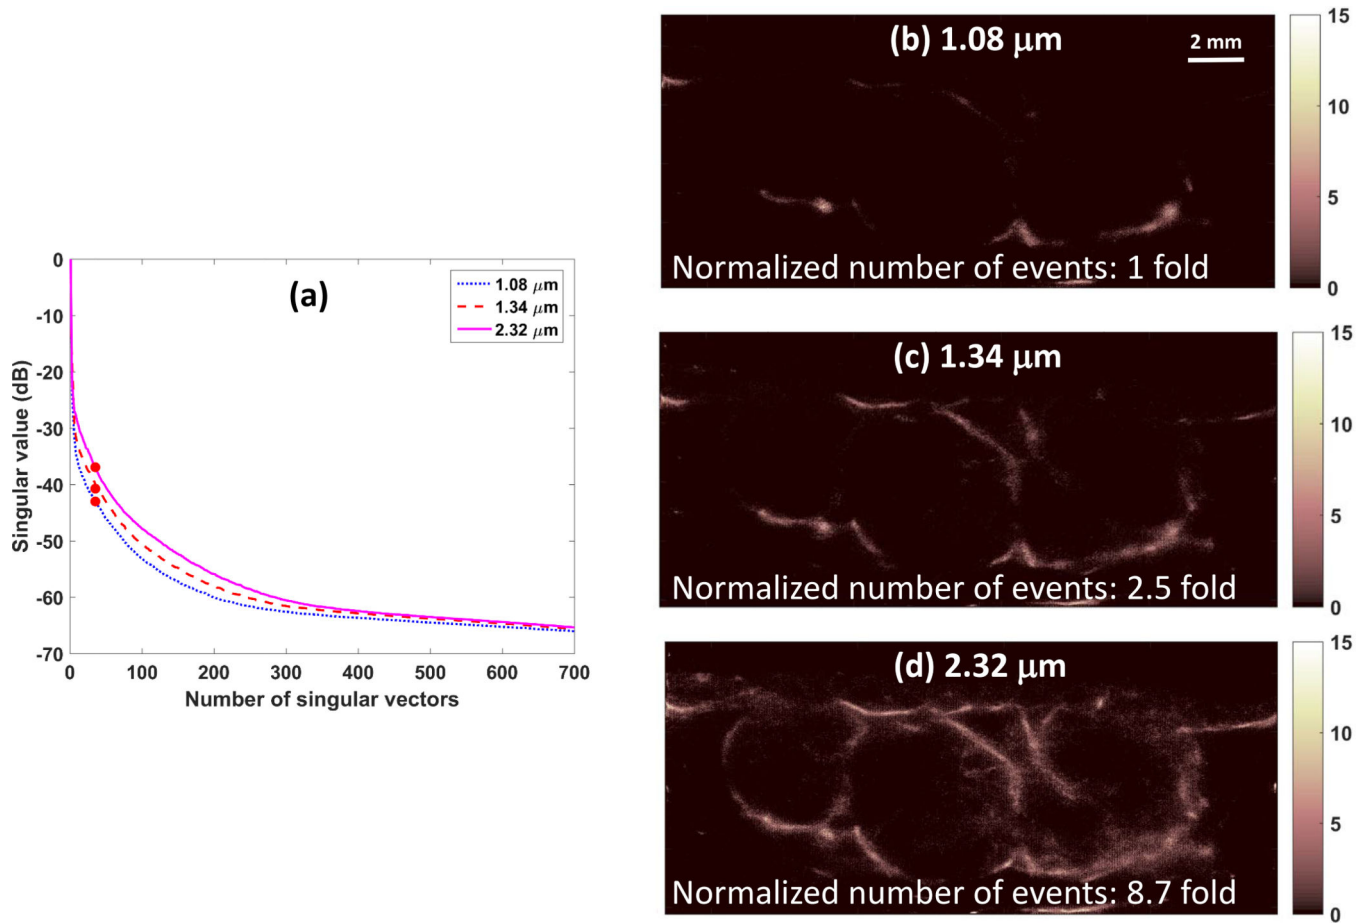 (a)
0
-10
-20
-30
-40
-50
-60
-70
Singular value (dB)
0 100 200 300 400 500 600 700
Number of singular vectors
1.08 μm
1.34 μm
2.32 μm
(b) 1.08 μm
2 mm
Normalized number of events: 1 fold
15
10
5
0
(c) 1.34 μm
Normalized number of events: 2.5 fold
15
10
5
0
(d) 2.32 μm
Normalized number of events: 8.7 fold
15
10
5
0